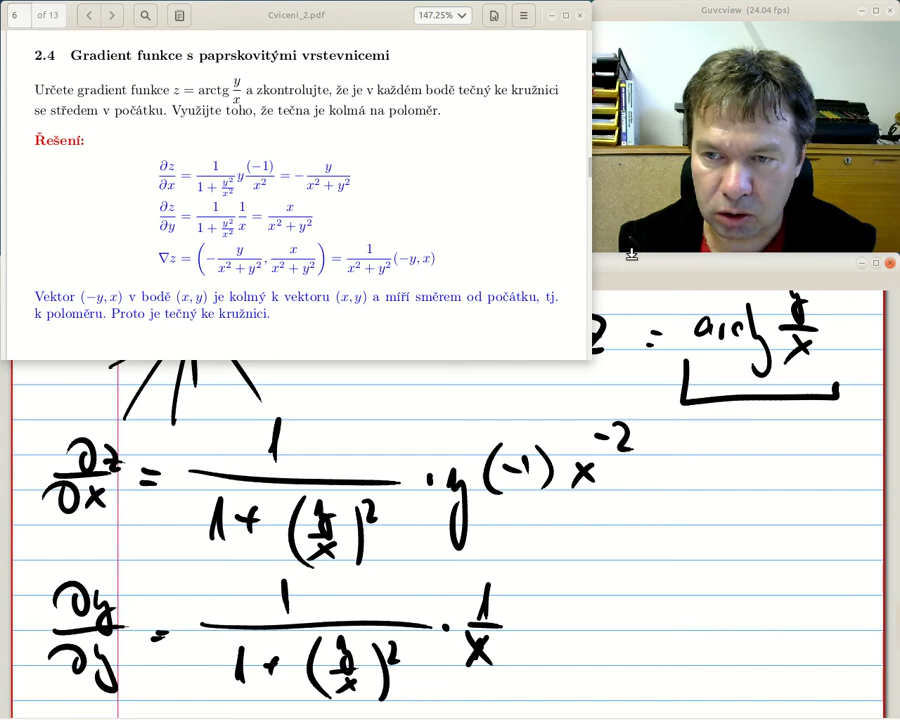 6 of 13 Cviceni_2.pdf 147.25%
Guvcview (24.04 fps)
2.4 Gradient funkce s paprskovitými vrstevnicemi
Určete gradient funkce z = arctg y/x a zkontrolujte, že je v každém bodě tečný ke kružnici
se středem v počátku. Využijte toho, že tečna je kolmá na poloměr.
Řešení:
∂z/∂x = 1/(1 + y²/x²) y (−1)/x² = − y/(x² + y²)
∂z/∂y = 1/(1 + y²/x²) 1/x = x/(x² + y²)
∇z = (− y/(x² + y²), x/(x² + y²)) = 1/(x² + y²) (−y, x)
Vektor (−y, x) v bodě (x, y) je kolmý k vektoru (x, y) a míří směrem od počátku, tj.
k poloměru. Proto je tečný ke kružnici.
= arctg y/x
∂z/∂x = 1/(1 + (y/x)²) · y (−1) x⁻²
∂y/∂y = 1/(1 + (y/x)²) · 1/x